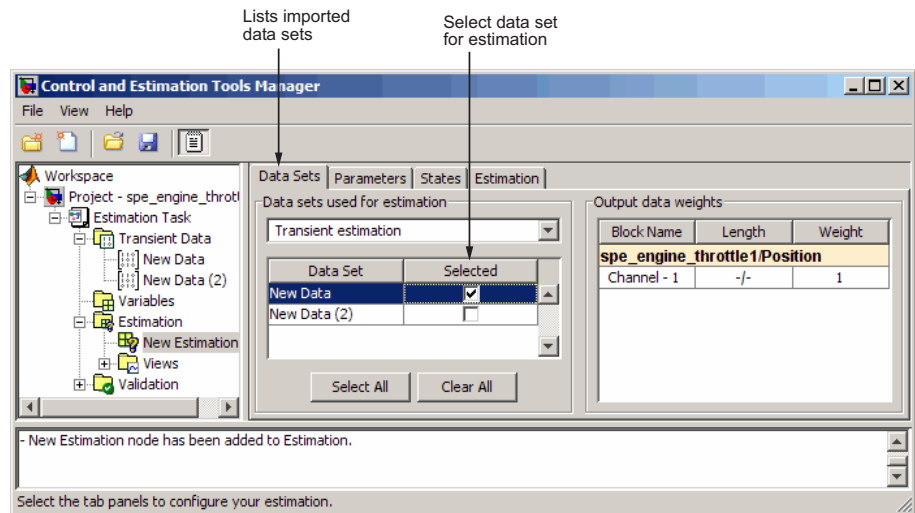 Lists imported
data sets
Select data set
for estimation
Control and Estimation Tools Manager
File View Help
Workspace
Project - spe_engine_throtl
Estimation Task
Transient Data
New Data
New Data (2)
Variables
Estimation
New Estimation
Views
Validation
Data Sets Parameters States Estimation
Data sets used for estimation
Transient estimation
Data Set Selected
New Data
New Data (2)
Select All Clear All
Output data weights
Block Name Length Weight
spe_engine_throttle1/Position
Channel - 1 -/- 1
- New Estimation node has been added to Estimation.
Select the tab panels to configure your estimation.